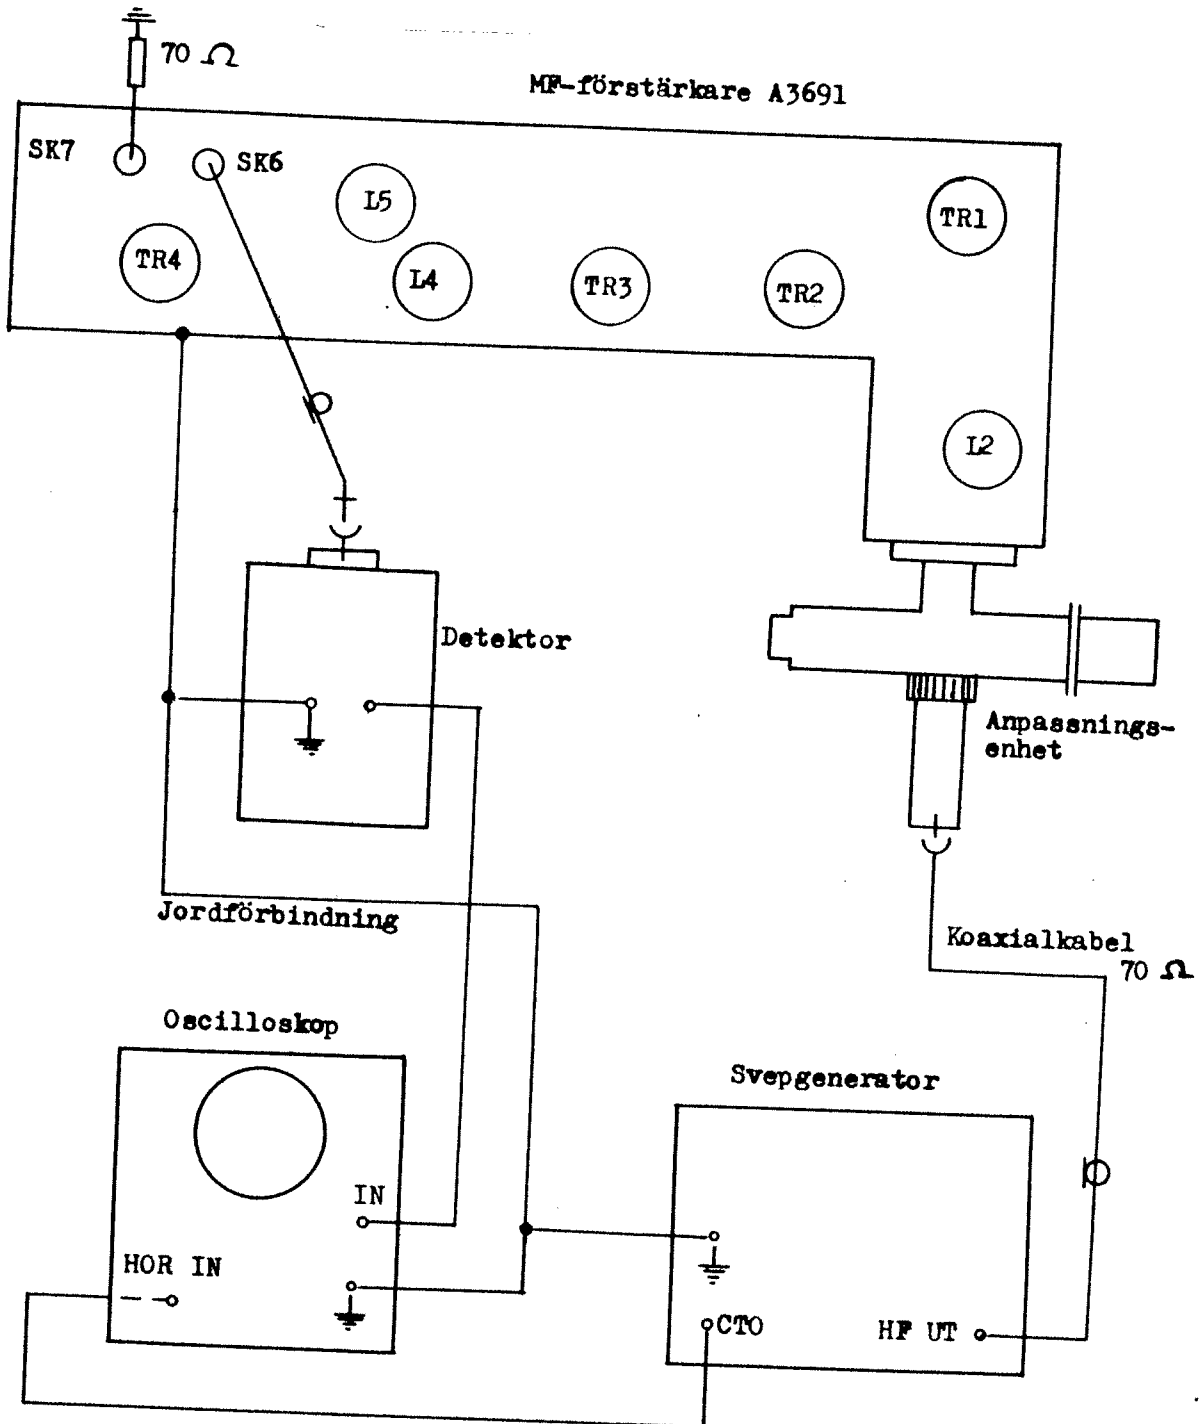 70 Ω
MF-förstärkare A3691
SK7
SK6
L5
TR1
TR4
L4
TR3
TR2
L2
Detektor
Anpassnings-
enhet
Jordförbindning
Koaxialkabel
70 Ω
Oscilloskop
Svepgenerator
IN
HOR IN
CTO
HF UT